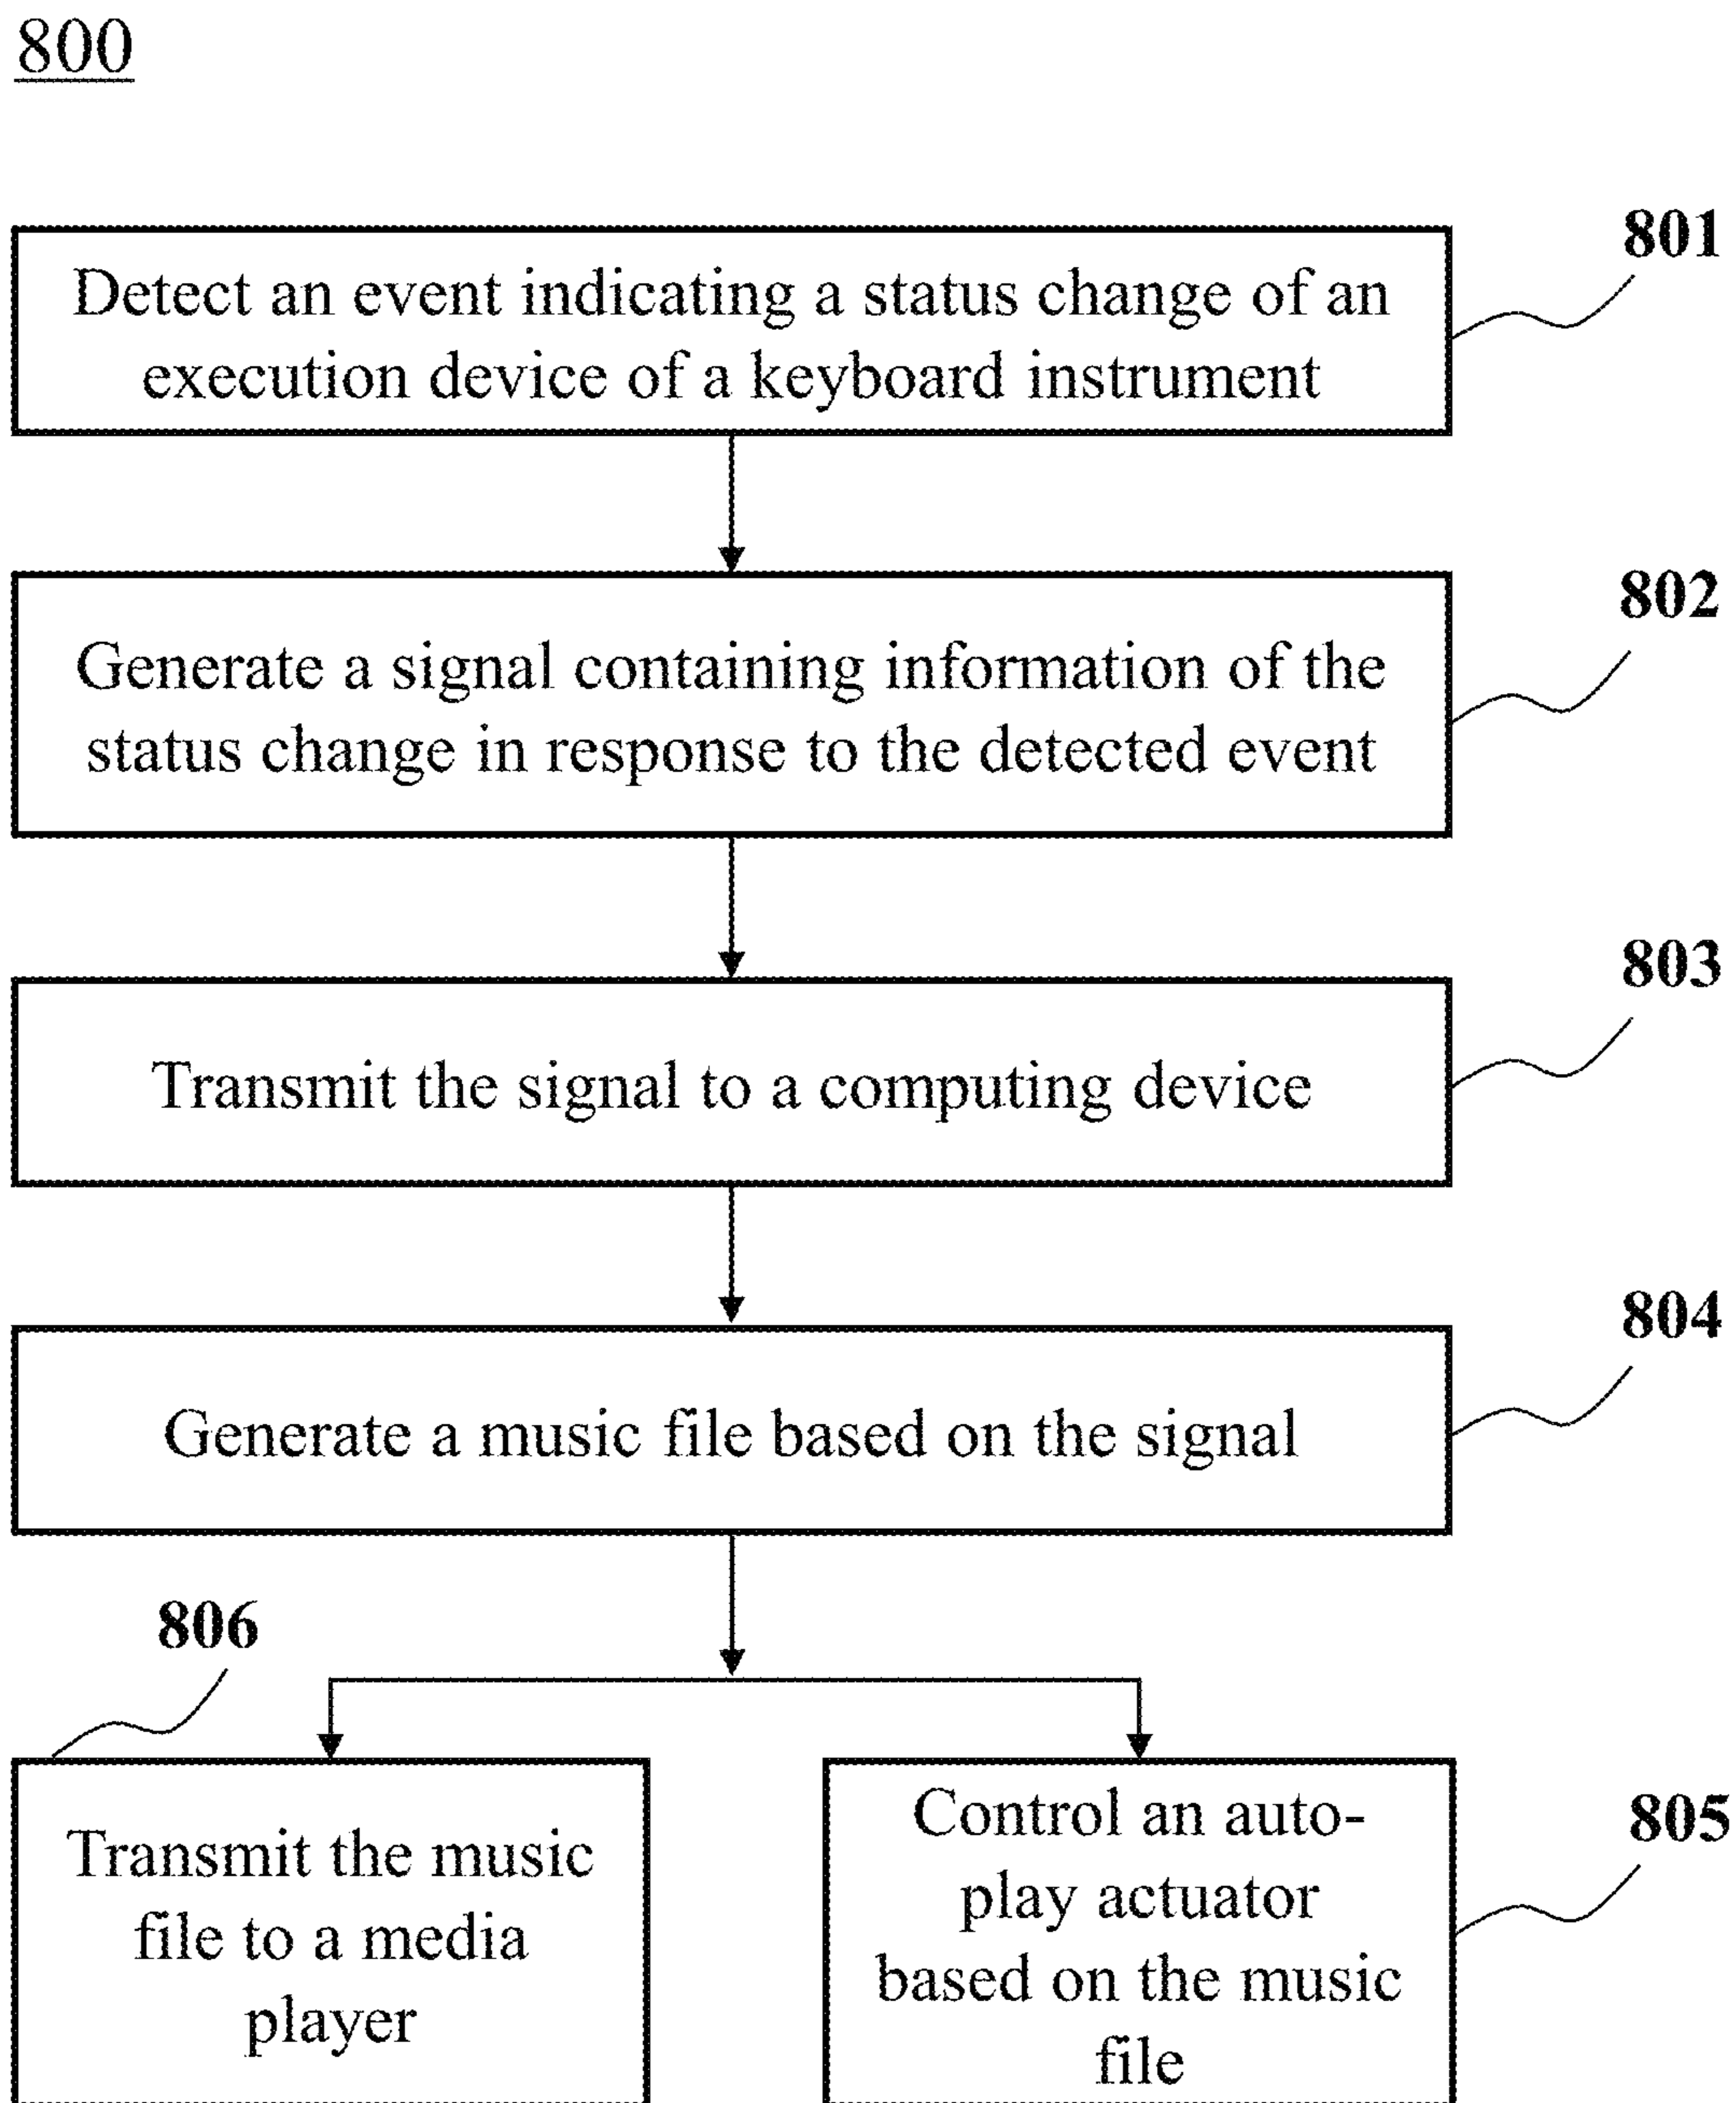 800
801
Detect an event indicating a status change of an
execution device of a keyboard instrument
802
Generate a signal containing information of the
status change in response to the detected event
803
Transmit the signal to a computing device
804
Generate a music file based on the signal
806
Transmit the music
file to a media
player
805
Control an auto-
play actuator
based on the music
file